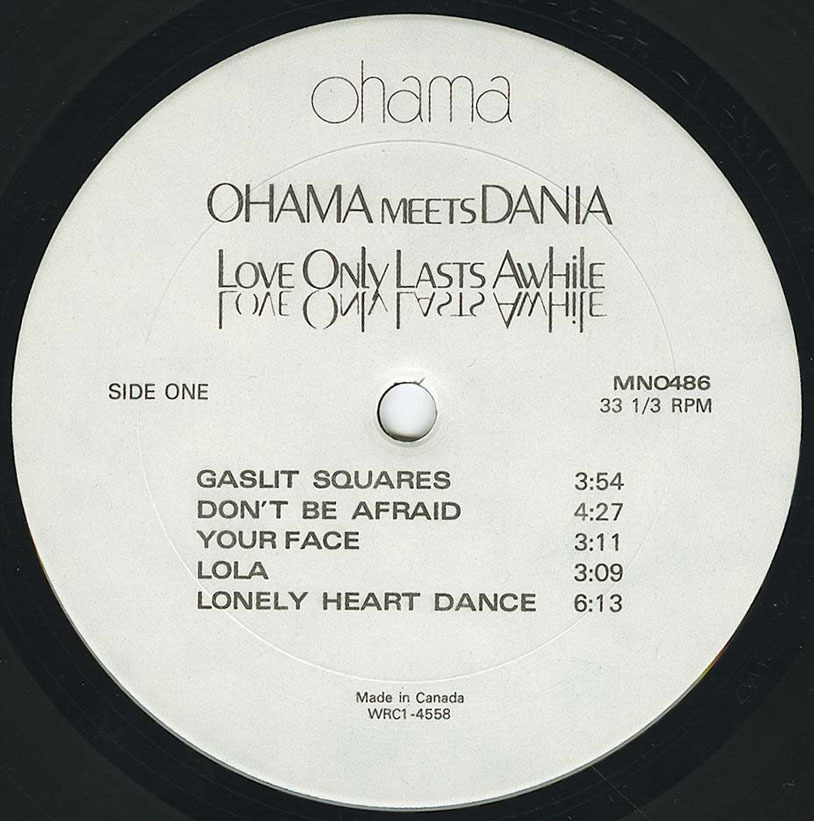 ohama
OHAMA MEETS DANIA
LOVE ONly LASTS AWHilE
SIDE ONE
MNO486
33 1/3 RPM
GASLIT SQUARES 3:54
DON'T BE AFRAID 4:27
YOUR FACE 3:11
LOLA 3:09
LONELY HEART DANCE 6:13
Made in Canada
WRC1-4558